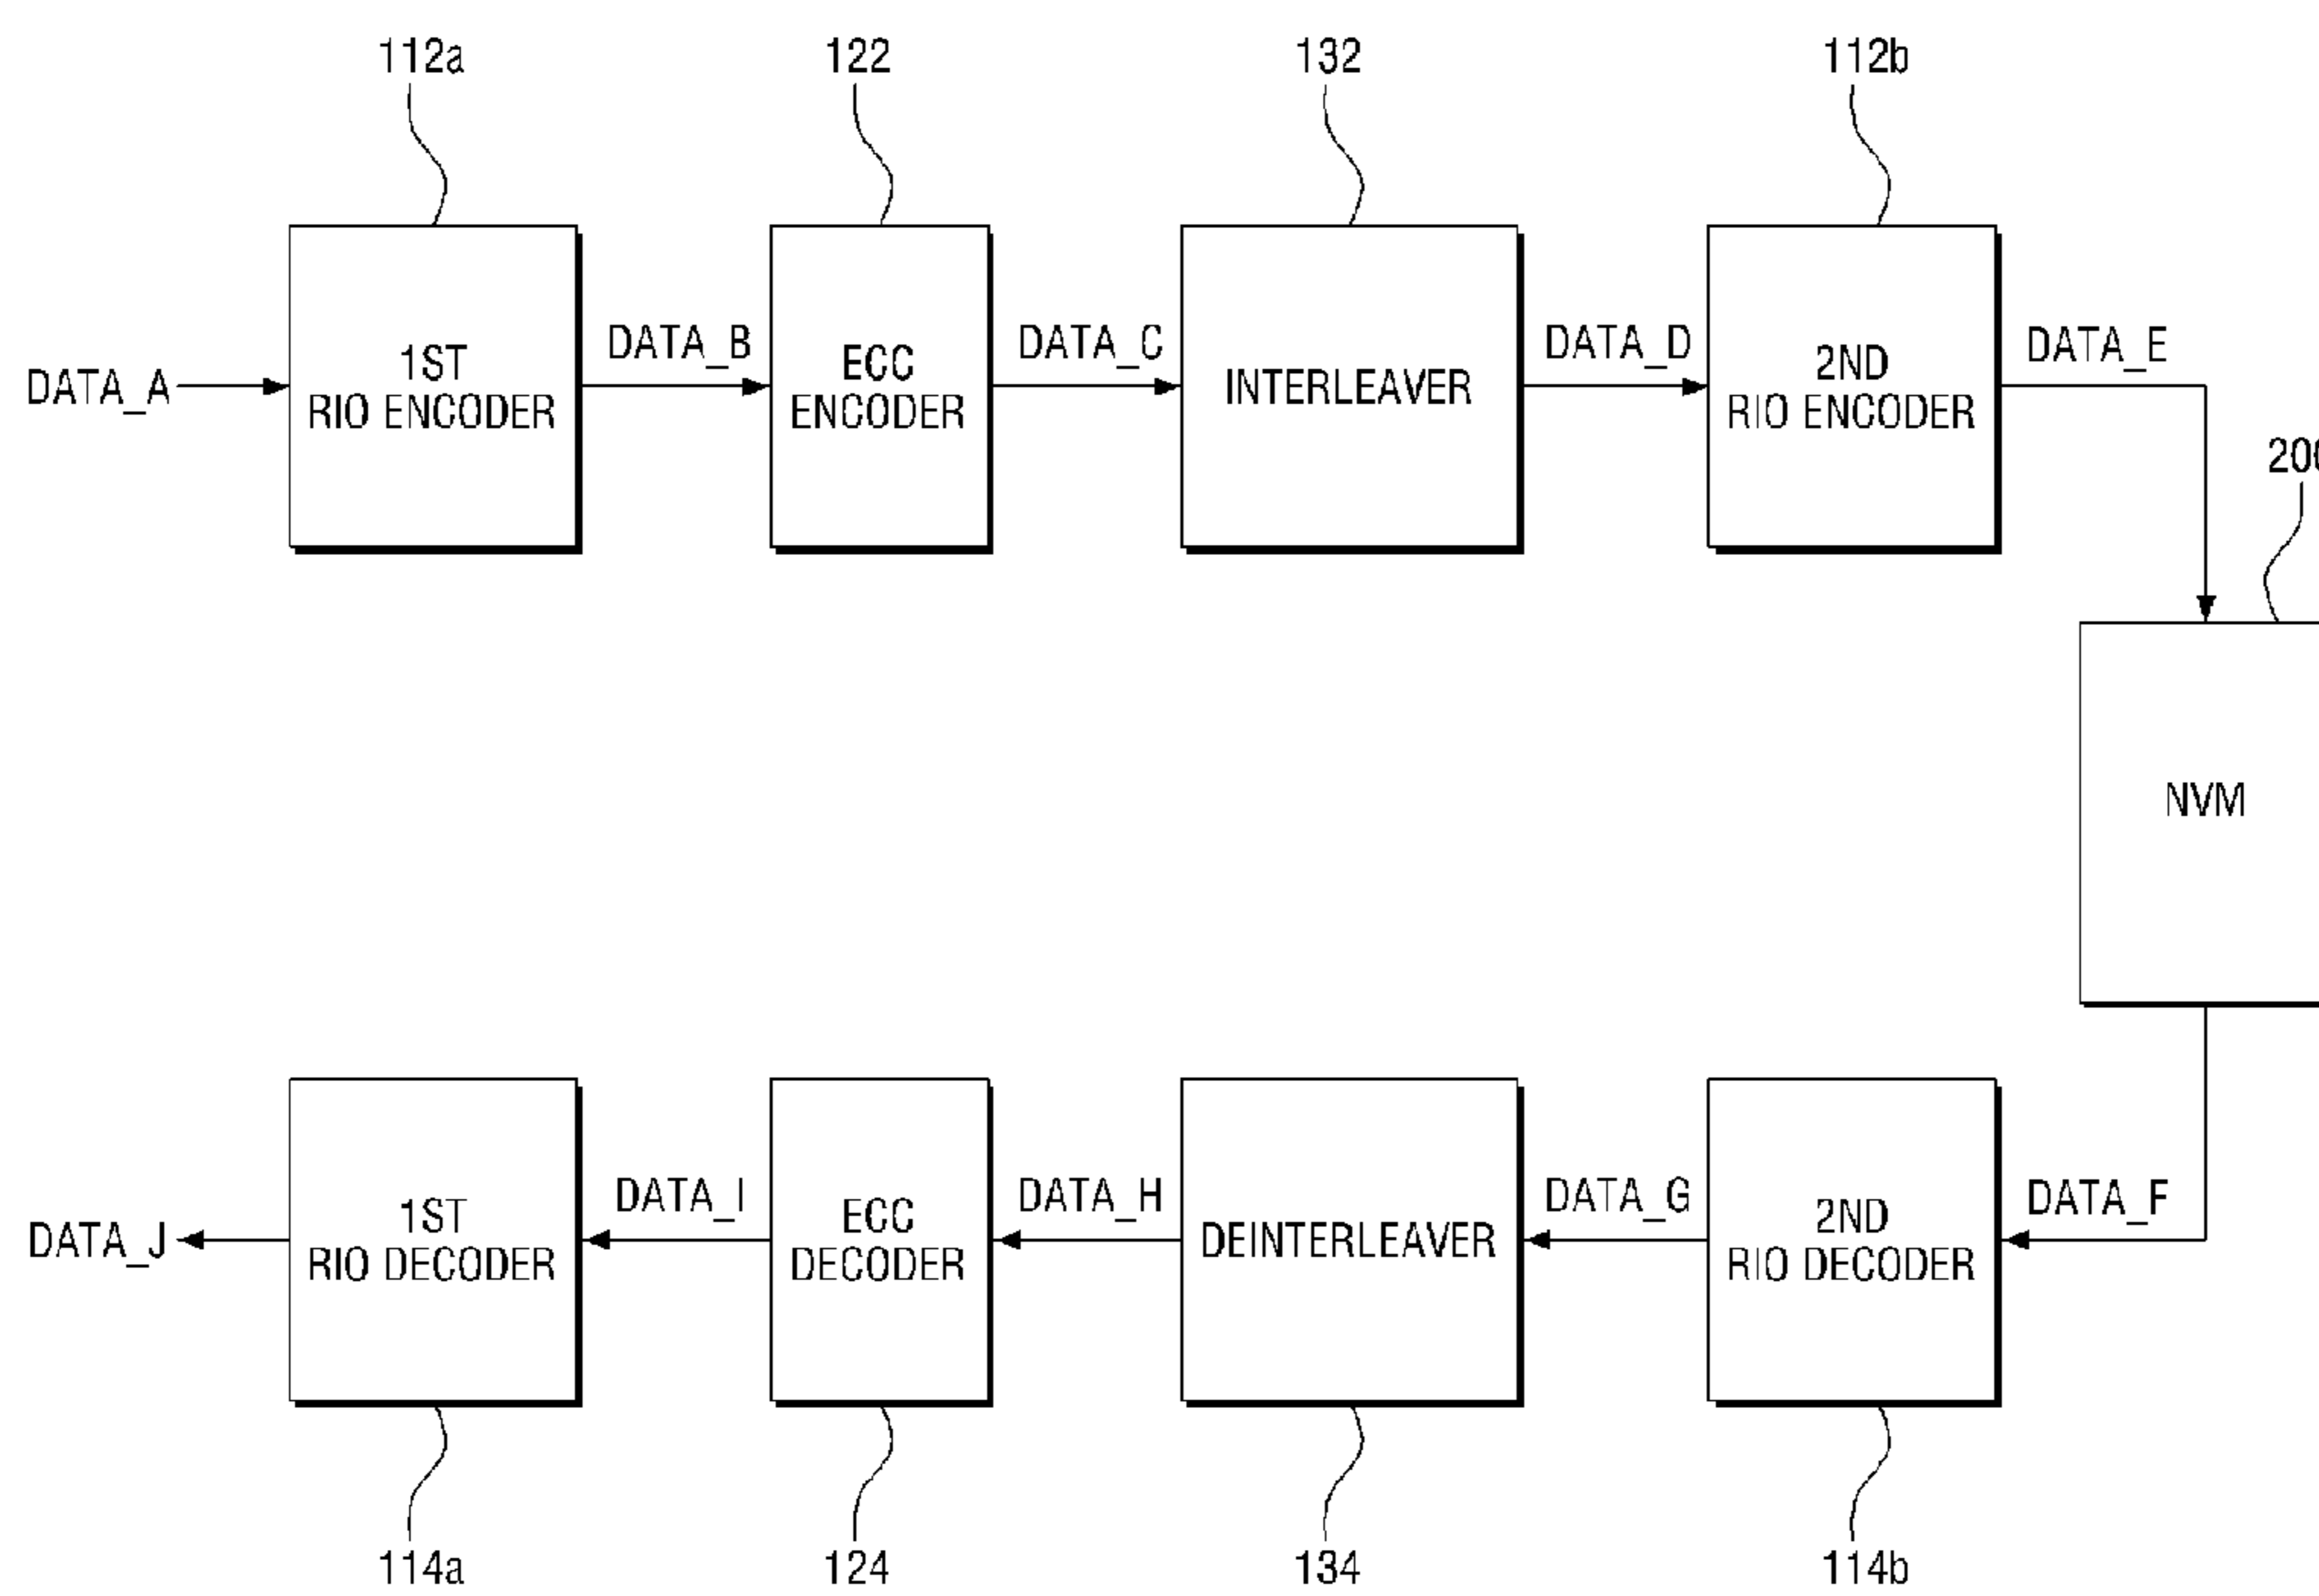 112a
122
132
112b
DATA_A
1ST
RIO ENCODER
DATA_B
ECC
ENCODER
DATA_C
INTERLEAVER
DATA_D
2ND
RIO ENCODER
DATA_E
NVM
DATA_J
1ST
RIO DECODER
DATA_I
ECC
DECODER
DATA_H
DEINTERLEAVER
DATA_G
2ND
RIO DECODER
DATA_F
114a
124
134
114b